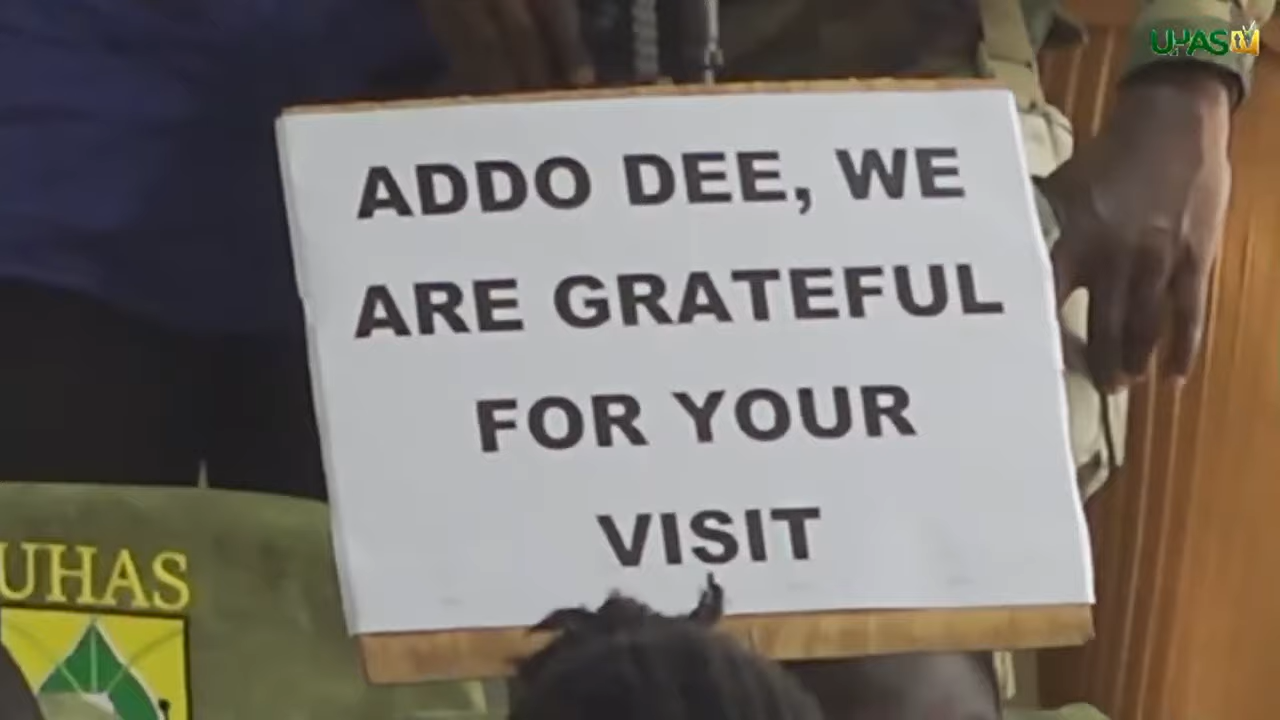 UHAS TV
ADDO DEE, WE
ARE GRATEFUL
FOR YOUR
VISIT
UHAS